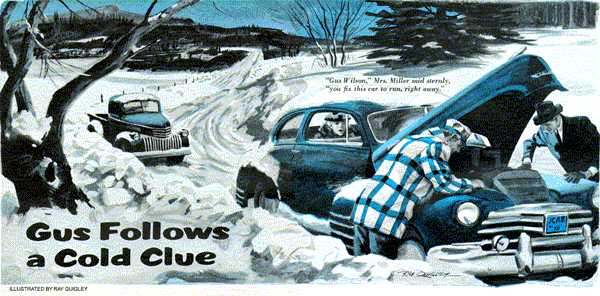 "Gus Wilson," Mrs. Miller said sternly,
"you fix this car to run, right away."
Gus Follows
a Cold Clue
ILLUSTRATED BY RAY QUIGLEY